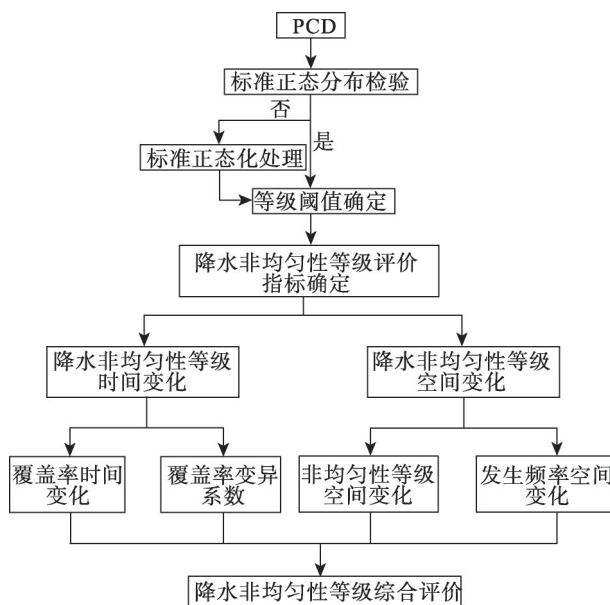 PCD
标准正态分布检验
否
是
标准正态化处理
等级阈值确定
降水非均匀性等级评价
指标确定
降水非均匀性等级
时间变化
降水非均匀性等级
空间变化
覆盖率时间
变化
覆盖率变异
系数
非均匀性等级
空间变化
发生频率空间
变化
降水非均匀性等级综合评价